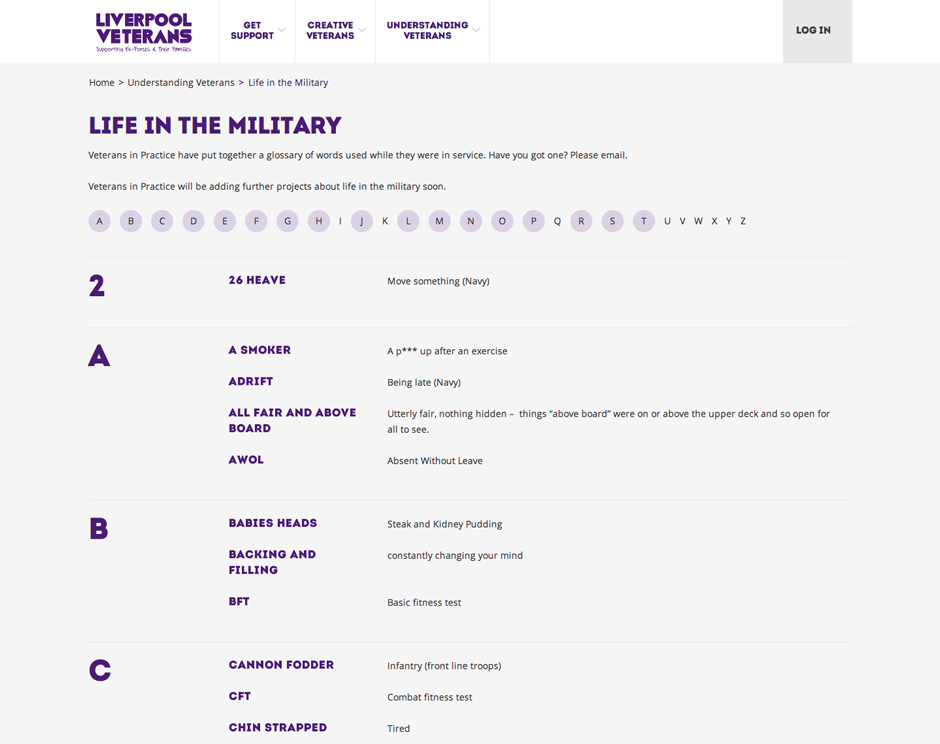 LIVERPOOL
VETERANS
Supporting Ex-Forces & Their Families
GET
SUPPORT
CREATIVE
VETERANS
UNDERSTANDING
VETERANS
LOG IN
Home > Understanding Veterans > Life in the Military
LIFE IN THE MILITARY
Veterans in Practice have put together a glossary of words used while they were in service. Have you got one? Please email.
Veterans in Practice will be adding further projects about life in the military soon.
A B C D E F G H I J K L M N O P Q R S T U V W X Y Z
2
26 HEAVE
Move something (Navy)
A
A SMOKER
A p*** up after an exercise
ADRIFT
Being late (Navy)
ALL FAIR AND ABOVE
BOARD
Utterly fair, nothing hidden – things “above board” were on or above the upper deck and so open for
all to see.
AWOL
Absent Without Leave
B
BABIES HEADS
Steak and Kidney Pudding
BACKING AND
FILLING
constantly changing your mind
BFT
Basic fitness test
C
CANNON FODDER
Infantry (front line troops)
CFT
Combat fitness test
CHIN STRAPPED
Tired